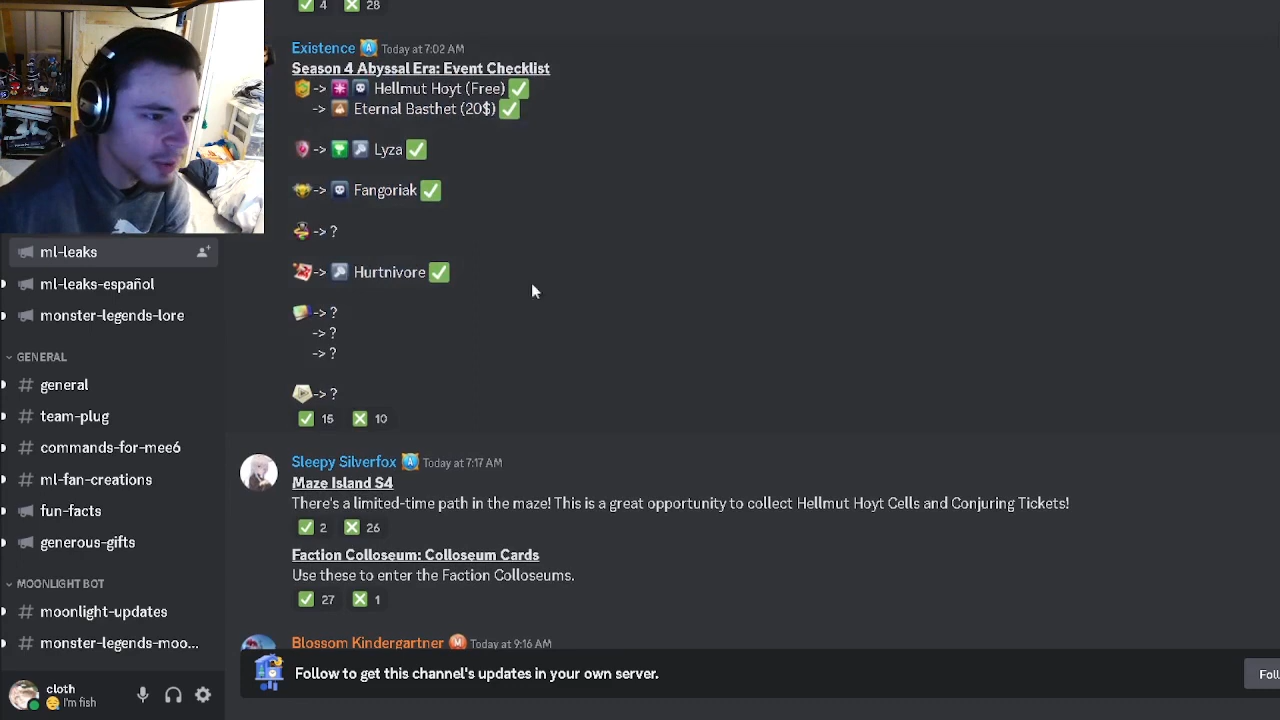 4 28
Existence Today at 7:02 AM
Season 4 Abyssal Era: Event Checklist
-> Hellmut Hoyt (Free)
-> Eternal Basthet (20$)
-> Lyza
-> Fangoriak
-> ?
ml-leaks
-> Hurtnivore
ml-leaks-español
monster-legends-lore
-> ?
-> ?
-> ?
GENERAL
# general
-> ?
# team-plug
15 10
# commands-for-mee6
Sleepy Silverfox Today at 7:17 AM
# ml-fan-creations
Maze Island S4
There's a limited-time path in the maze! This is a great opportunity to collect Hellmut Hoyt Cells and Conjuring Tickets!
fun-facts
2 26
generous-gifts
Faction Colloseum: Colloseum Cards
Use these to enter the Faction Colloseums.
MOONLIGHT BOT
27 1
# moonlight-updates
# monster-legends-moo...
Blossom Kindergartner M Today at 9:16 AM
Follow to get this channel's updates in your own server.
Foll
cloth
I'm fish